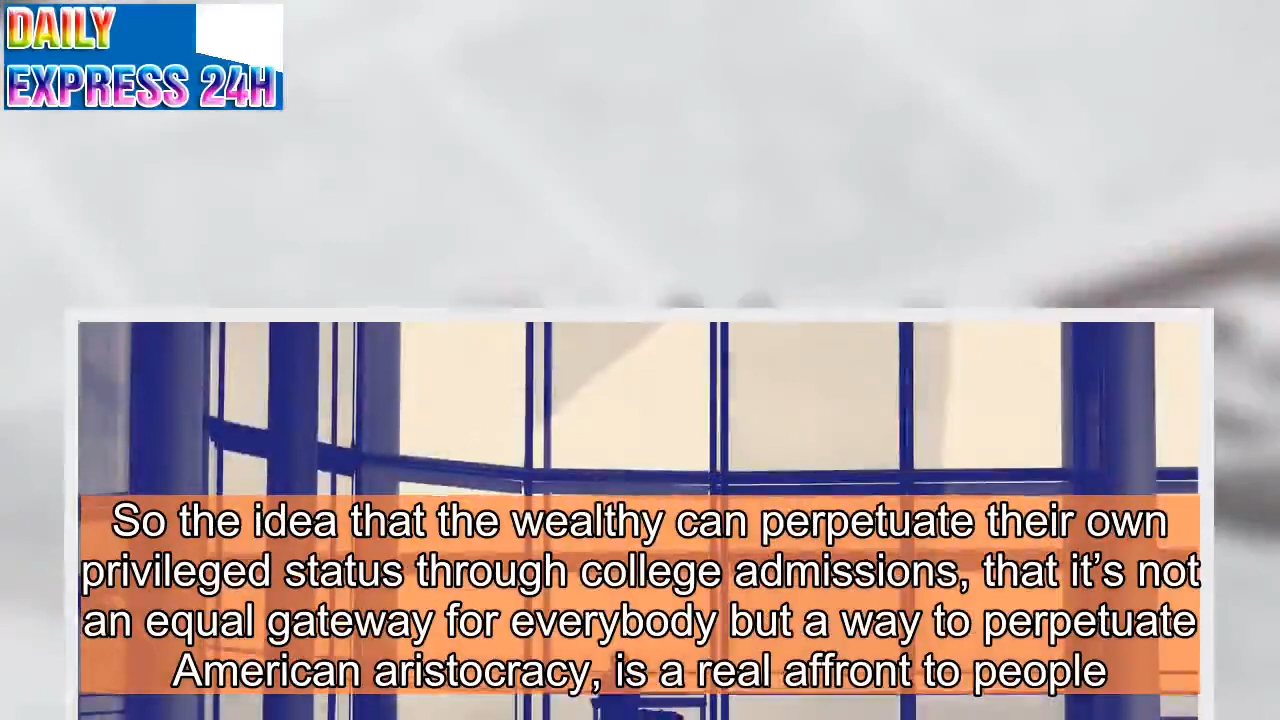 DAILY
EXPRESS 24H
So the idea that the wealthy can perpetuate their own
privileged status through college admissions, that it’s not
an equal gateway for everybody but a way to perpetuate
American aristocracy, is a real affront to people